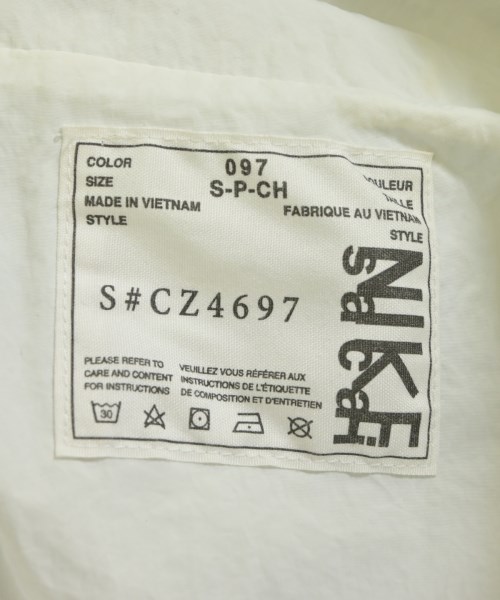 COLOR 097 COULEUR
SIZE S-P-CH TAILLE
MADE IN VIETNAM FABRIQUE AU VIETNAM
STYLE STYLE
S#CZ4697
NIKE
sacai
PLEASE REFER TO
CARE AND CONTENT
FOR INSTRUCTIONS
VEUILLEZ VOUS RÉFÉRER AUX
INSTRUCTIONS DE L'ÉTIQUETTE
DE COMPOSITION ET D'ENTRETIEN
30